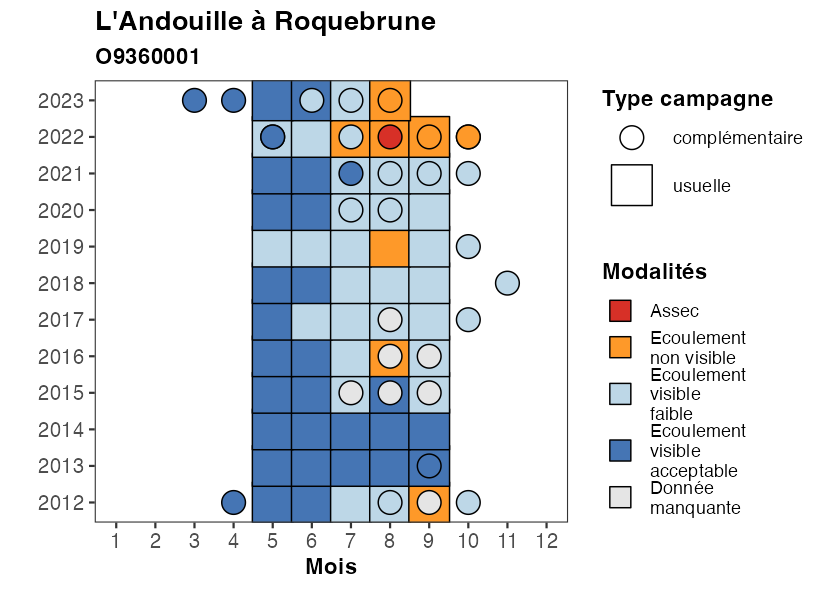 L'Andouille à Roquebrune
O9360001
2023
2022
2021
2020
2019
2018
2017
2016
2015
2014
2013
2012
1 2 3 4 5 6 7 8 9 10 11 12
Mois
Type campagne
complémentaire
usuelle
Modalités
Assec
Ecoulement
non visible
Ecoulement
visible
faible
Ecoulement
visible
acceptable
Donnée
manquante